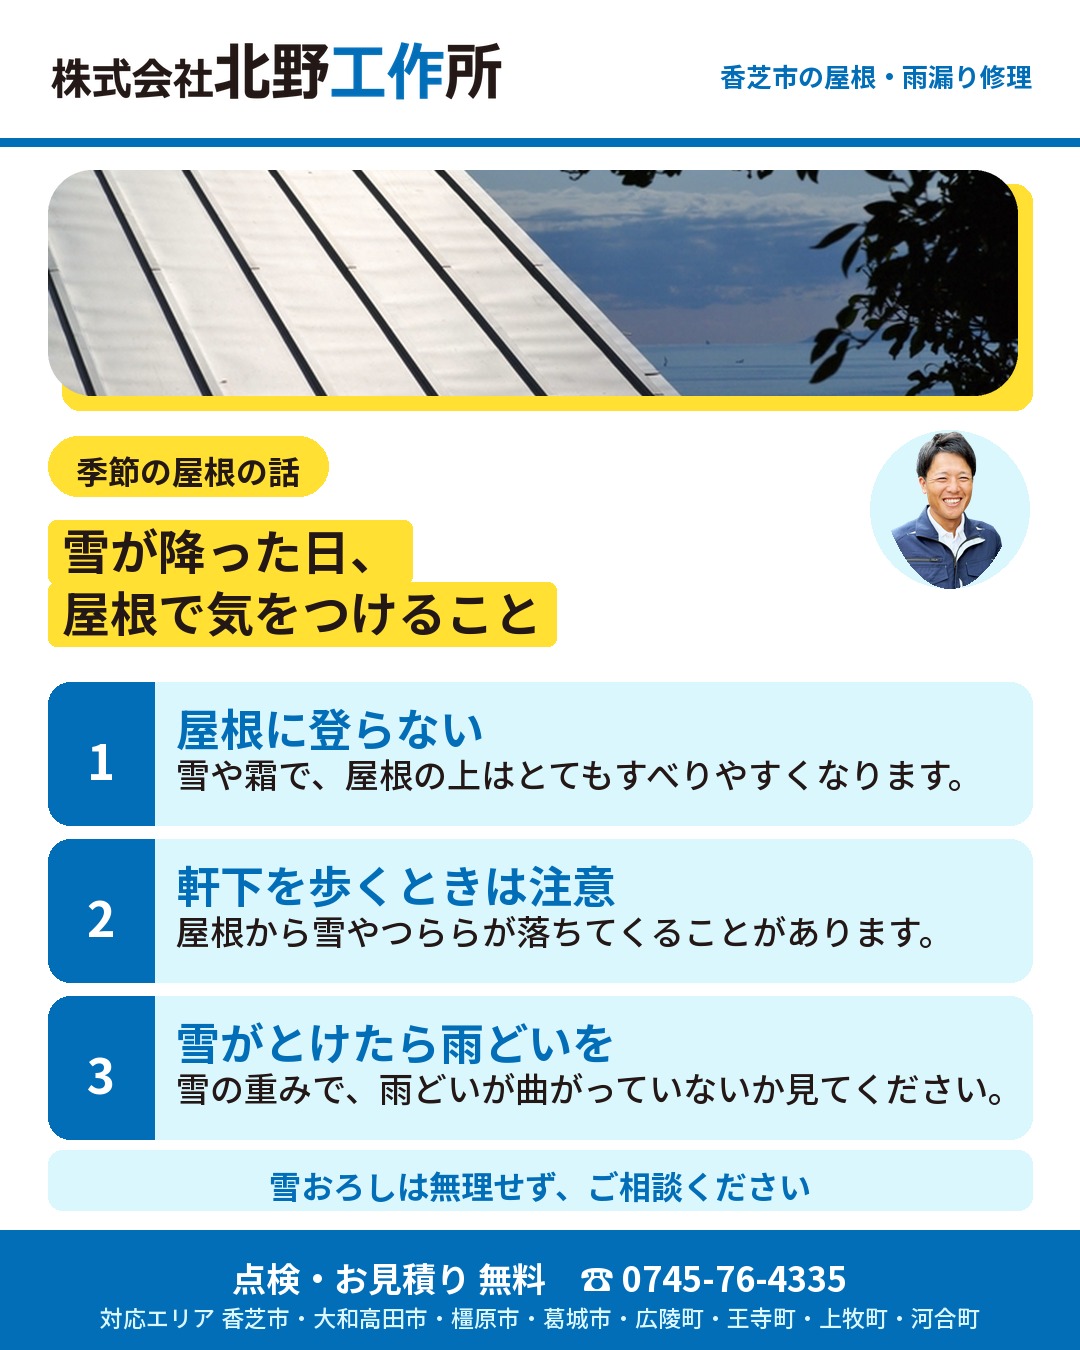 株式会社北野工作所
香芝市の屋根・雨漏り修理
季節の屋根の話
雪が降った日、
屋根で気をつけること
1
屋根に登らない
雪や霜で、屋根の上はとてもすべりやすくなります。
2
軒下を歩くときは注意
屋根から雪やつららが落ちてくることがあります。
3
雪がとけたら雨どいを
雪の重みで、雨どいが曲がっていないか見てください。
雪おろしは無理せず、ご相談ください
点検・お見積り 無料 ☎ 0745-76-4335
対応エリア 香芝市・大和高田市・橿原市・葛城市・広陵町・王寺町・上牧町・河合町